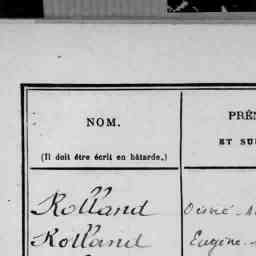 NOM.
(Il doit être écrit en bâtarde.)
PRÉN
ET SU
Rolland
Rolland Eugène